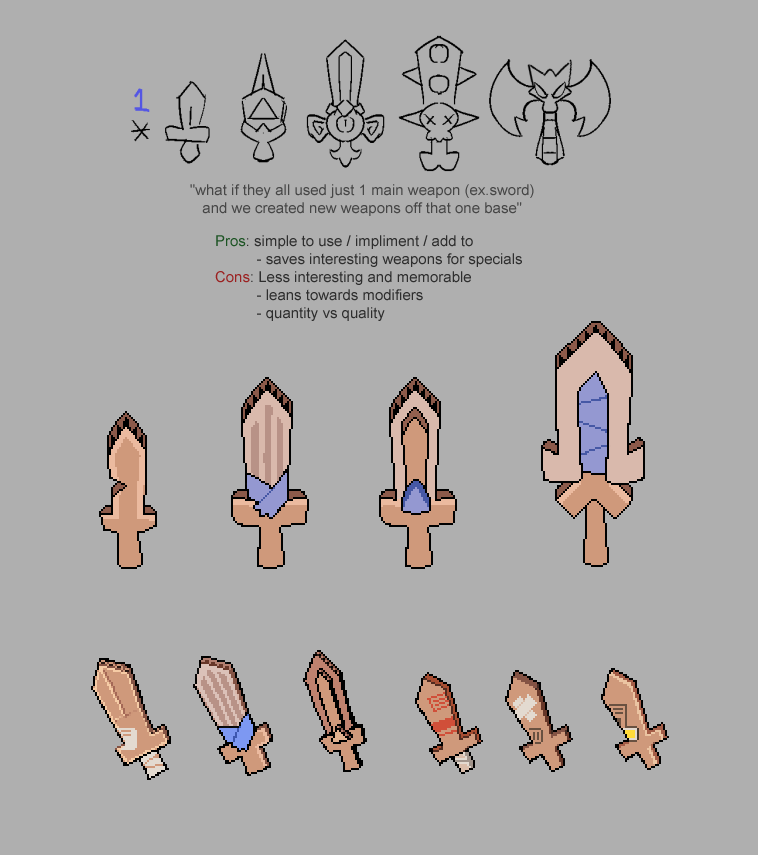 1
*
"what if they all used just 1 main weapon (ex.sword)
and we created new weapons off that one base"
Pros: simple to use / impliment / add to
- saves interesting weapons for specials
Cons: Less interesting and memorable
- leans towards modifiers
- quantity vs quality